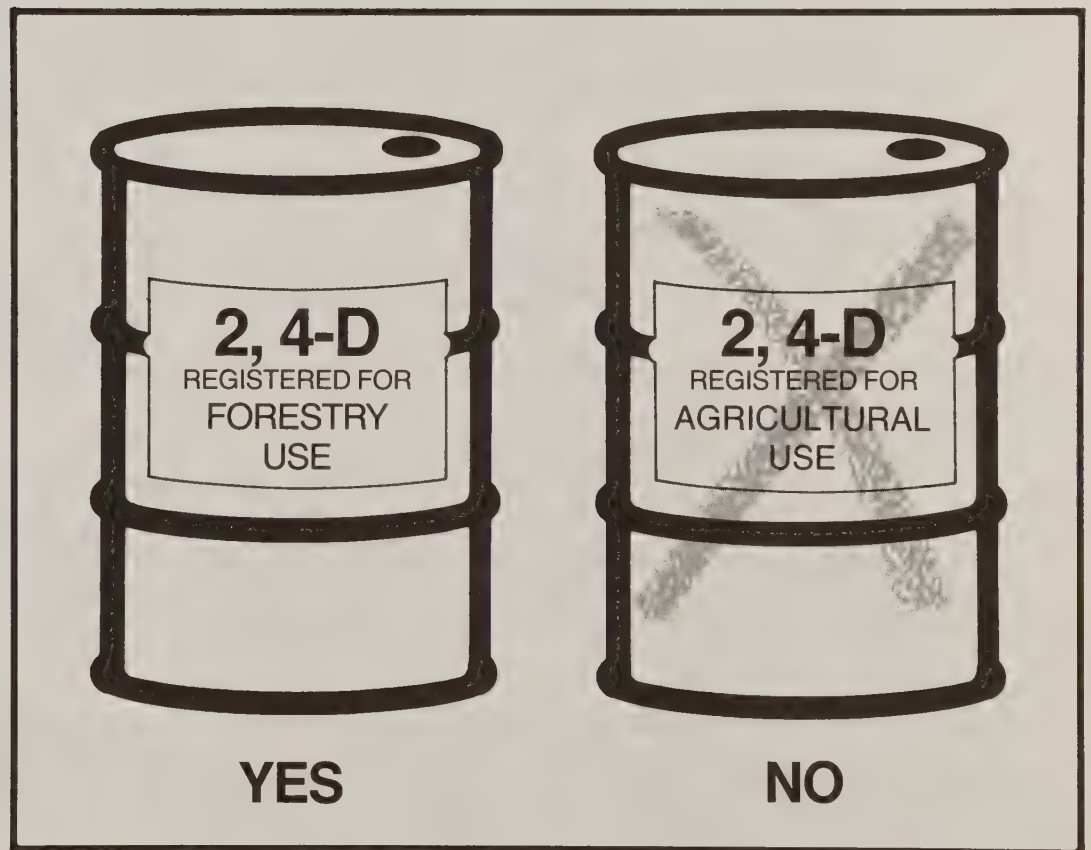 2, 4-D
REGISTERED FOR
FORESTRY
USE
YES
2, 4-D
REGISTERED FOR
AGRICULTURAL
USE
NO